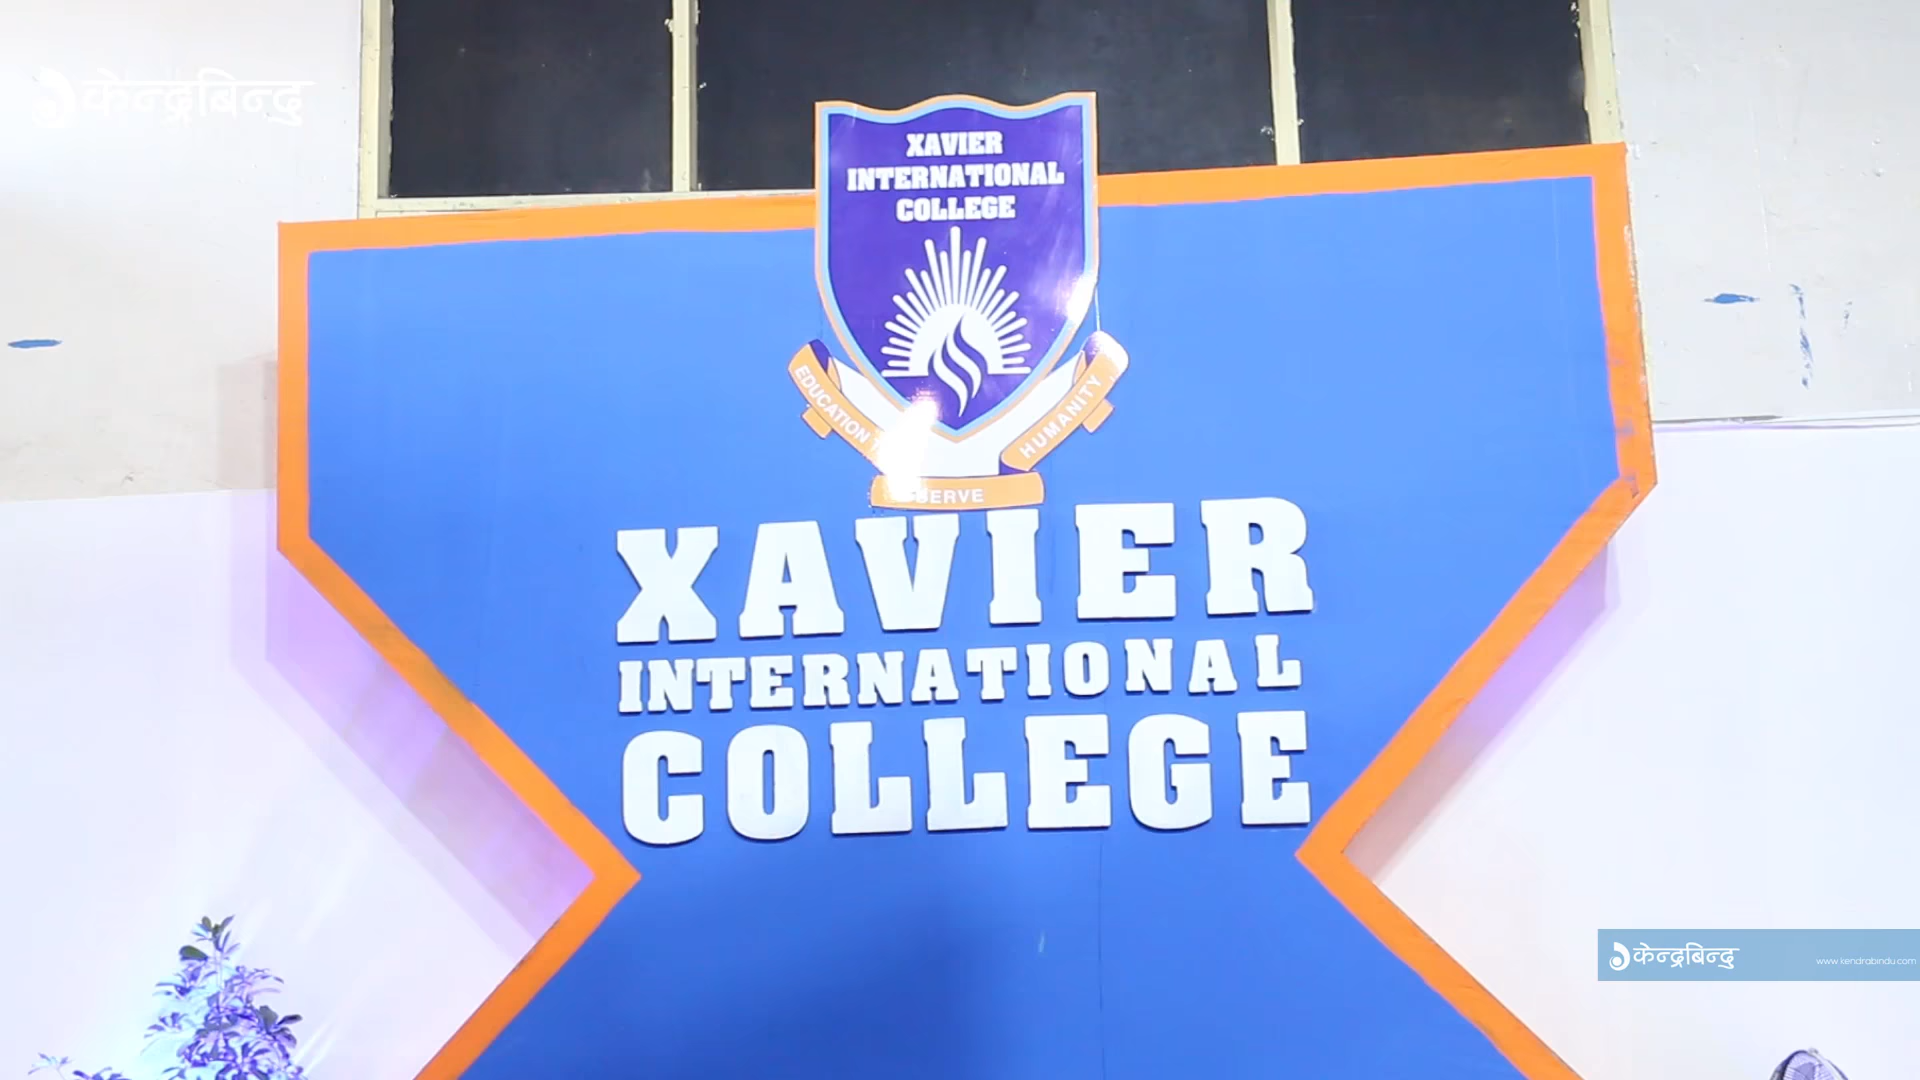 केन्द्रबिन्दु
XAVIER
INTERNATIONAL
COLLEGE
EDUCATION
SERVE
HUMANITY
XAVIER
INTERNATIONAL
COLLEGE
केन्द्रबिन्दु
www.kendrabindu.com